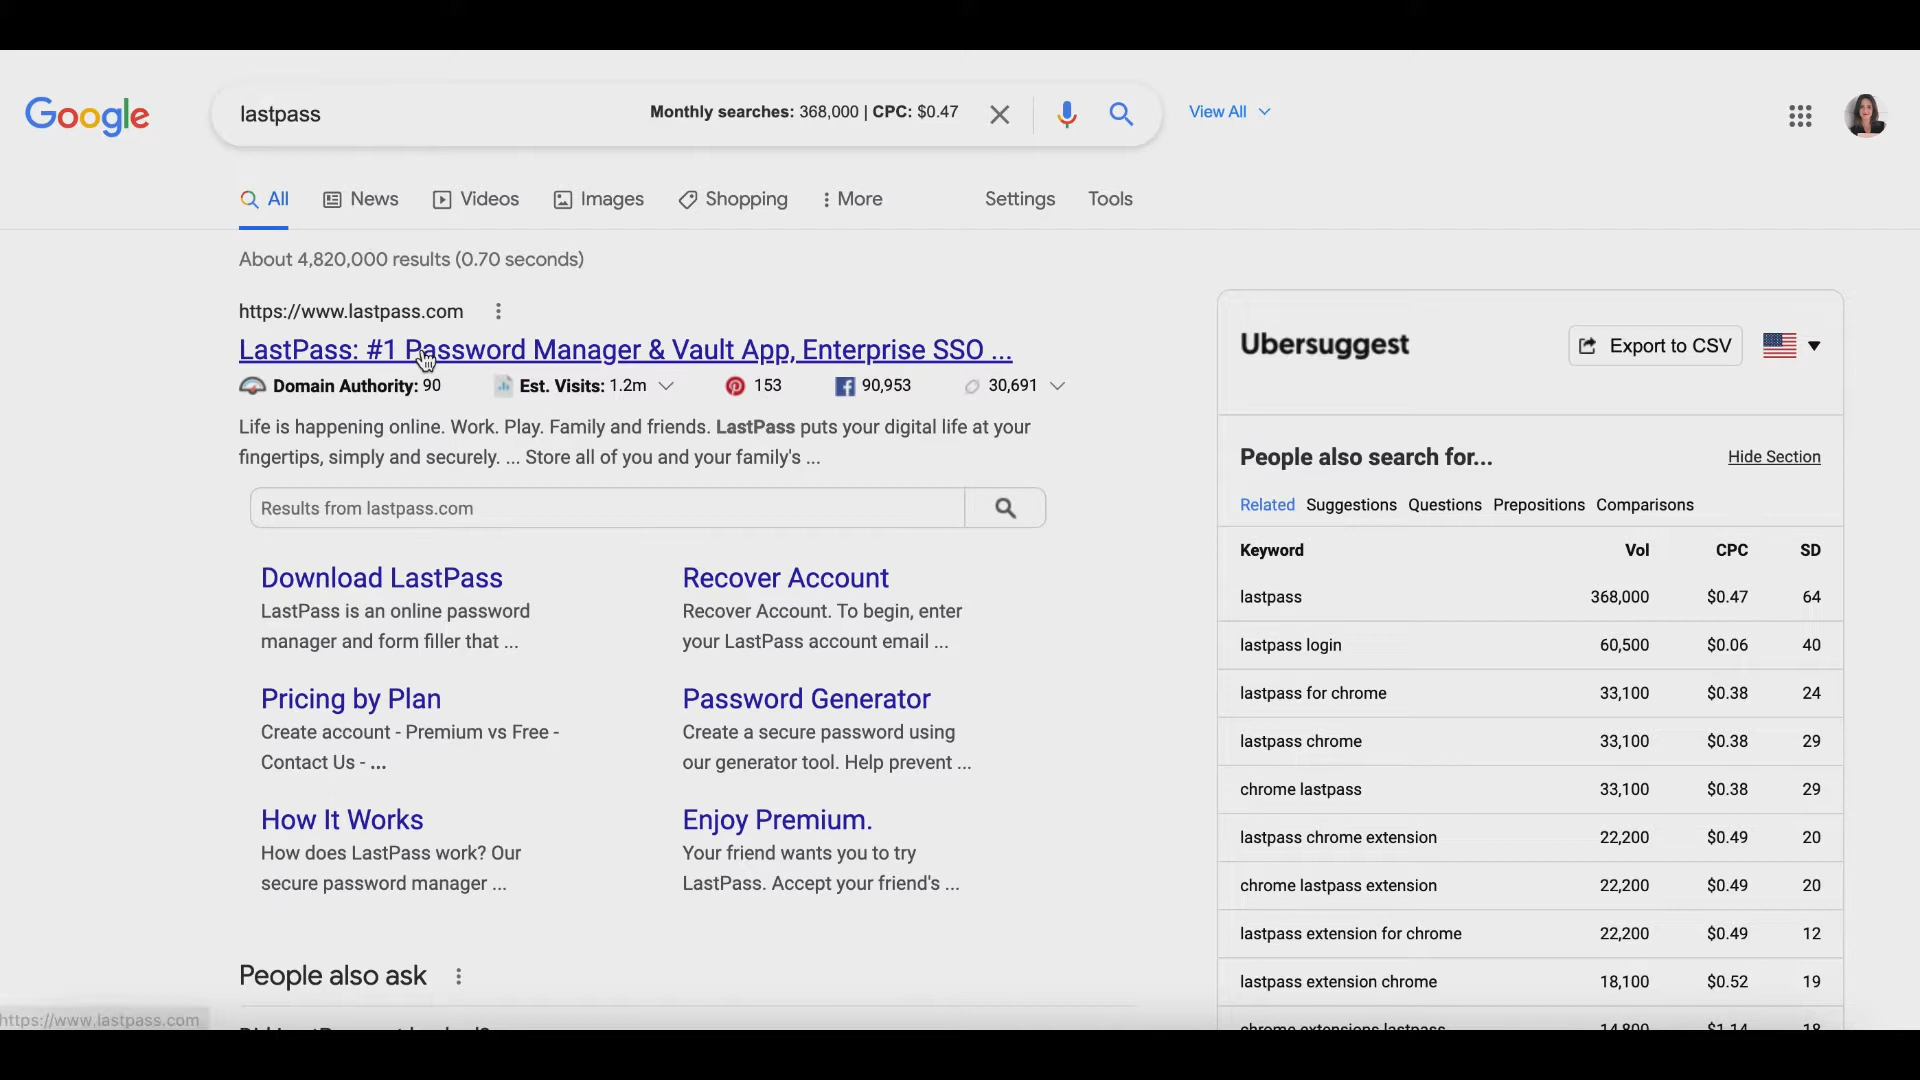 Google
lastpass
Monthly searches: 368,000 | CPC: $0.47
View All
All
News
Videos
Images
Shopping
More
Settings
Tools
About 4,820,000 results (0.70 seconds)
https://www.lastpass.com
LastPass: #1 Password Manager & Vault App, Enterprise SSO ...
Domain Authority: 90
Est. Visits: 1.2m
153
90,953
30,691
Life is happening online. Work. Play. Family and friends. LastPass puts your digital life at your
fingertips, simply and securely. ... Store all of you and your family's ...
Results from lastpass.com
Download LastPass
LastPass is an online password
manager and form filler that ...
Recover Account
Recover Account. To begin, enter
your LastPass account email ...
Pricing by Plan
Create account - Premium vs Free -
Contact Us - ...
Password Generator
Create a secure password using
our generator tool. Help prevent ...
How It Works
How does LastPass work? Our
secure password manager ...
Enjoy Premium.
Your friend wants you to try
LastPass. Accept your friend's ...
People also ask
https://www.lastpass.com
Ubersuggest
Export to CSV
People also search for...
Hide Section
Related Suggestions Questions Prepositions Comparisons
Keyword Vol CPC SD
lastpass 368,000 $0.47 64
lastpass login 60,500 $0.06 40
lastpass for chrome 33,100 $0.38 24
lastpass chrome 33,100 $0.38 29
chrome lastpass 33,100 $0.38 29
lastpass chrome extension 22,200 $0.49 20
chrome lastpass extension 22,200 $0.49 20
lastpass extension for chrome 22,200 $0.49 12
lastpass extension chrome 18,100 $0.52 19
chrome extensions lastpass 14,800 $1.14 18